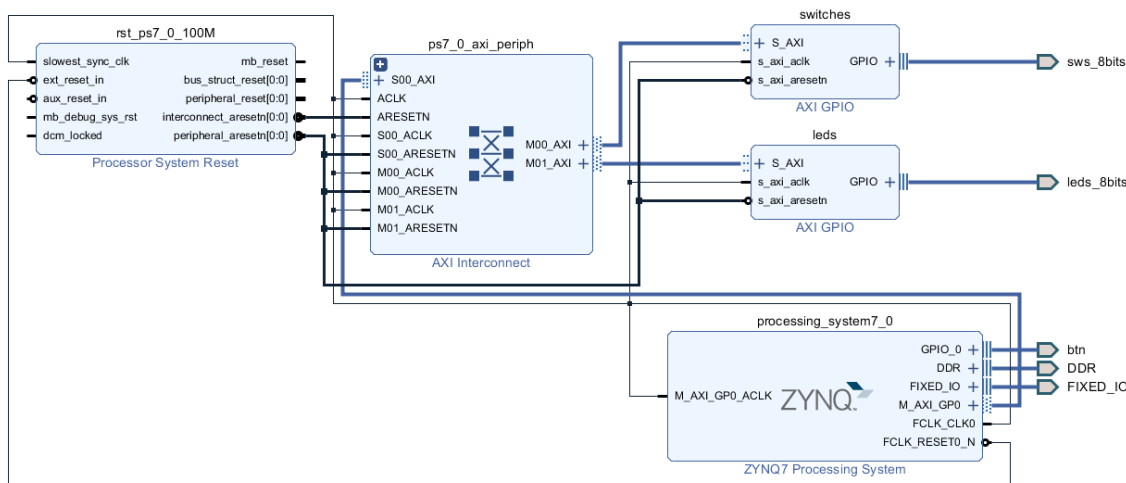 rst_ps7_0_100M
slowest_sync_clk
ext_reset_in
aux_reset_in
mb_debug_sys_rst
dcm_locked
mb_reset
bus_struct_reset[0:0]
peripheral_reset[0:0]
interconnect_aresetn[0:0]
peripheral_aresetn[0:0]
Processor System Reset
ps7_0_axi_periph
S00_AXI
ACLK
ARESETN
S00_ACLK
S00_ARESETN
M00_ACLK
M00_ARESETN
M01_ACLK
M01_ARESETN
M00_AXI
M01_AXI
AXI Interconnect
switches
S_AXI
s_axi_aclk
s_axi_aresetn
GPIO
AXI GPIO
sws_8bits
leds
S_AXI
s_axi_aclk
s_axi_aresetn
GPIO
AXI GPIO
leds_8bits
processing_system7_0
M_AXI_GP0_ACLK
ZYNQ
GPIO_0
DDR
FIXED_IO
M_AXI_GP0
FCLK_CLK0
FCLK_RESET0_N
ZYNQ7 Processing System
btn
DDR
FIXED_IO